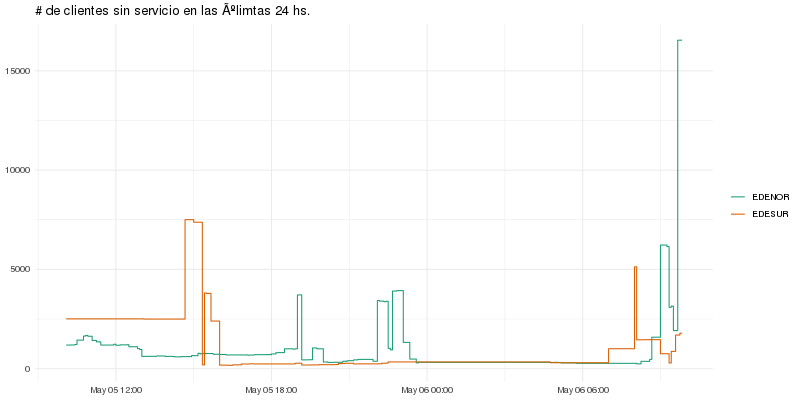 # de clientes sin servicio en las Ãºlimtas 24 hs.
15000
10000
5000
0
May 05 12:00
May 05 18:00
May 06 00:00
May 06 06:00
EDENOR
EDESUR